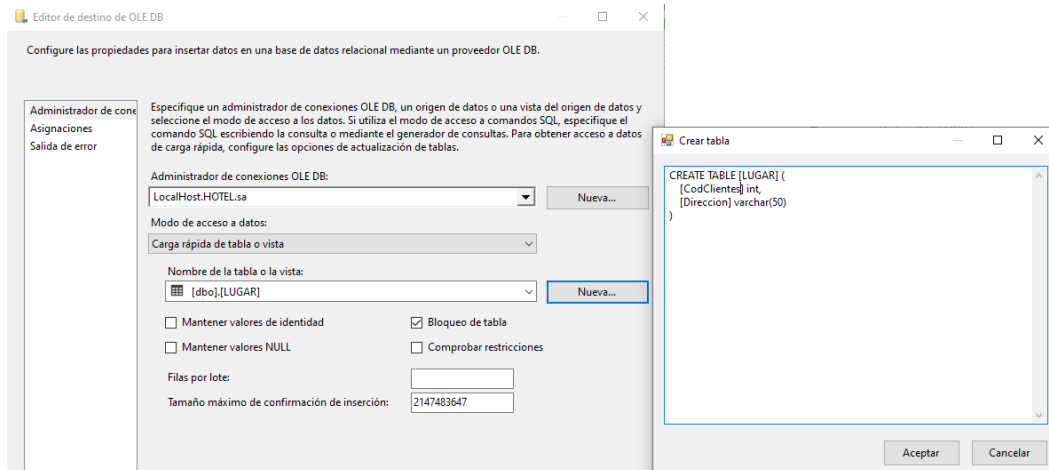 Editor de destino de OLE DB
Configure las propiedades para insertar datos en una base de datos relacional mediante un proveedor OLE DB.
Administrador de cone
Asignaciones
Salida de error
Especifique un administrador de conexiones OLE DB, un origen de datos o una vista del origen de datos y
seleccione el modo de acceso a los datos. Si utiliza el modo de acceso a comandos SQL, especifique el
comando SQL escribiendo la consulta o mediante el generador de consultas. Para obtener acceso a datos
de carga rápida, configure las opciones de actualización de tablas.
Administrador de conexiones OLE DB:
LocalHost.HOTEL.sa
Nueva...
Modo de acceso a datos:
Carga rápida de tabla o vista
Nombre de la tabla o la vista:
[dbo].[LUGAR]
Nueva...
Mantener valores de identidad
Bloqueo de tabla
Mantener valores NULL
Comprobar restricciones
Filas por lote:
Tamaño máximo de confirmación de inserción:
2147483647
Crear tabla
CREATE TABLE [LUGAR] (
[CodClientes] int,
[Direccion] varchar(50)
)
Aceptar
Cancelar